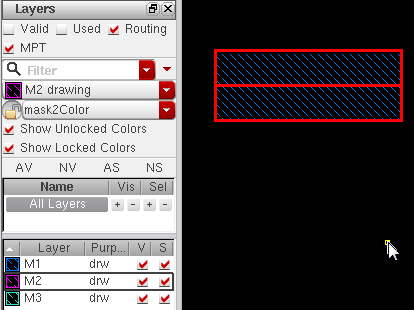 Layers
Valid Used Routing
MPT
Filter
M2 drawing
mask2Color
Show Unlocked Colors
Show Locked Colors
AV NV AS NS
Name Vis Sel
All Layers + - + -
Layer Purp... V S
M1 drw
M2 drw
M3 drw